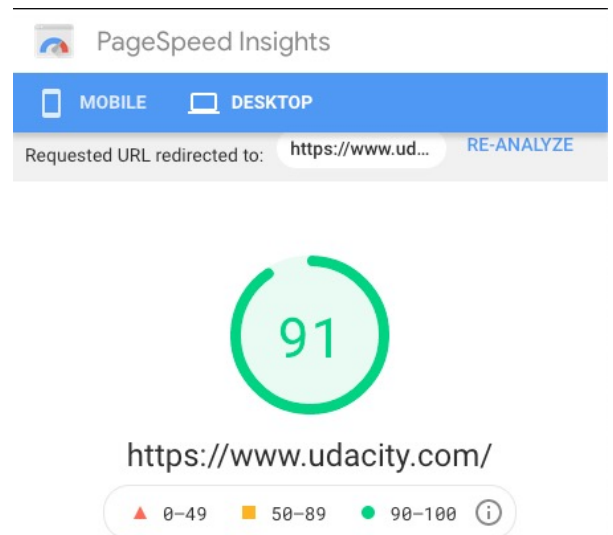 PageSpeed Insights
MOBILE DESKTOP
Requested URL redirected to: https://www.ud... RE-ANALYZE
91
https://www.udacity.com/
0–49 50–89 90–100